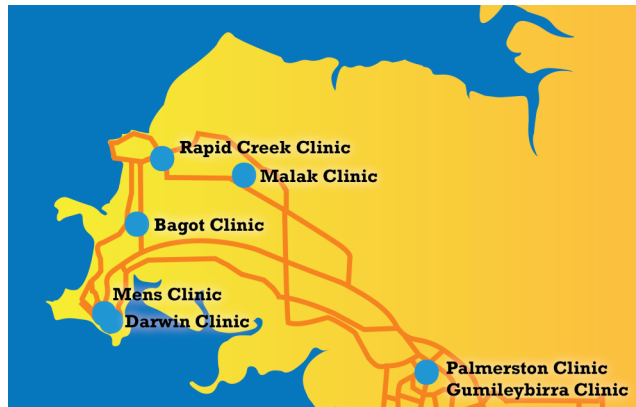 Rapid Creek Clinic
Malak Clinic
Bagot Clinic
Mens Clinic
Darwin Clinic
Palmerston Clinic
Gumileybirra Clinic